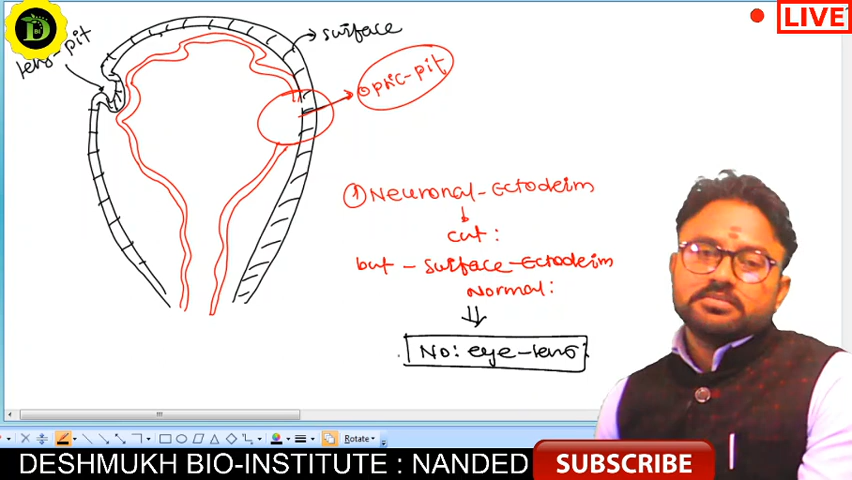 Di
LIVE
surface
lens-pit
optic-pit
① Neuronal-Ectoderm
cut:
but - surface-Ectoderm
Normal:
No: eye-lens:
Rotate
DESHMUKH BIO-INSTITUTE : NANDED
SUBSCRIBE